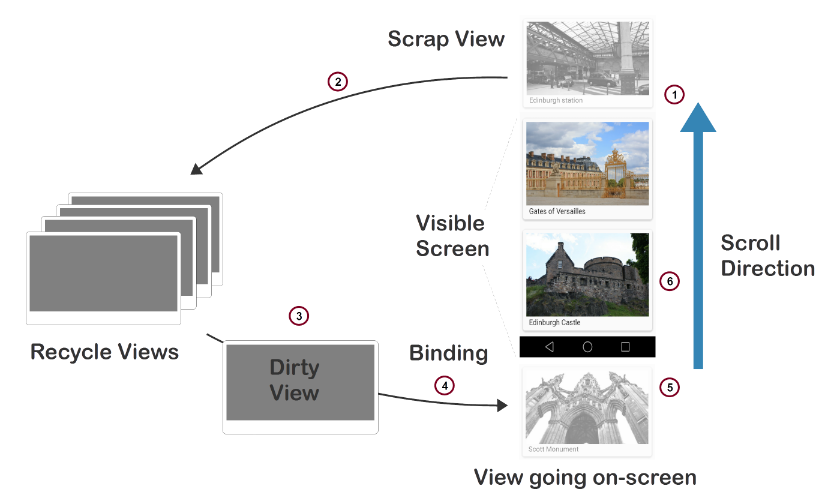 Scrap View
Edinburgh station
1
2
Gates of Versailles
Visible
Screen
Scroll
Direction
6
Edinburgh Castle
3
Recycle Views
Dirty
View
Binding
4
5
Scott Monument
View going on-screen